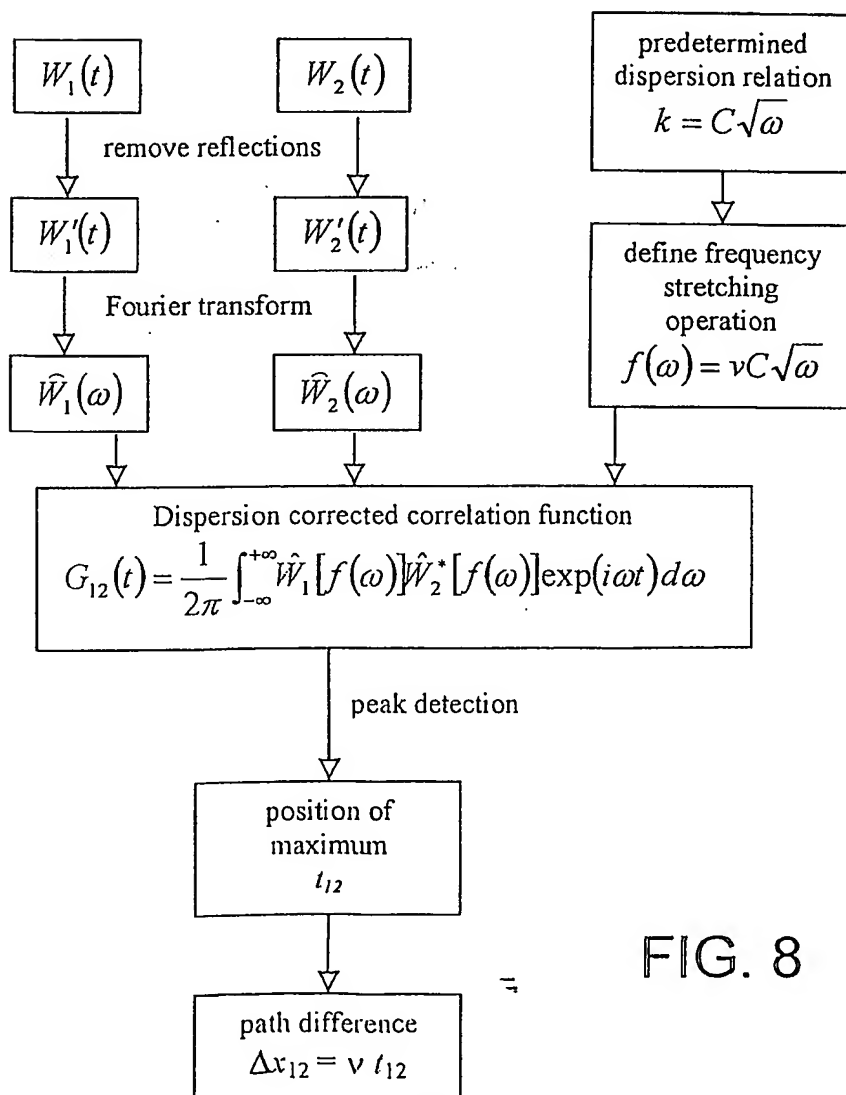 W₁(t)
W₂(t)
predetermined
dispersion relation
k = C√ω
remove reflections
W₁′(t)
W₂′(t)
define frequency
stretching
operation
f(ω) = νC√ω
Fourier transform
Ŵ₁(ω)
Ŵ₂(ω)
Dispersion corrected correlation function
G₁₂(t) = 1/2π ∫₋∞⁺∞ Ŵ₁[f(ω)]Ŵ₂*[f(ω)]exp(iωt)dω
peak detection
position of
maximum
t₁₂
FIG. 8
path difference
Δx₁₂ = ν t₁₂